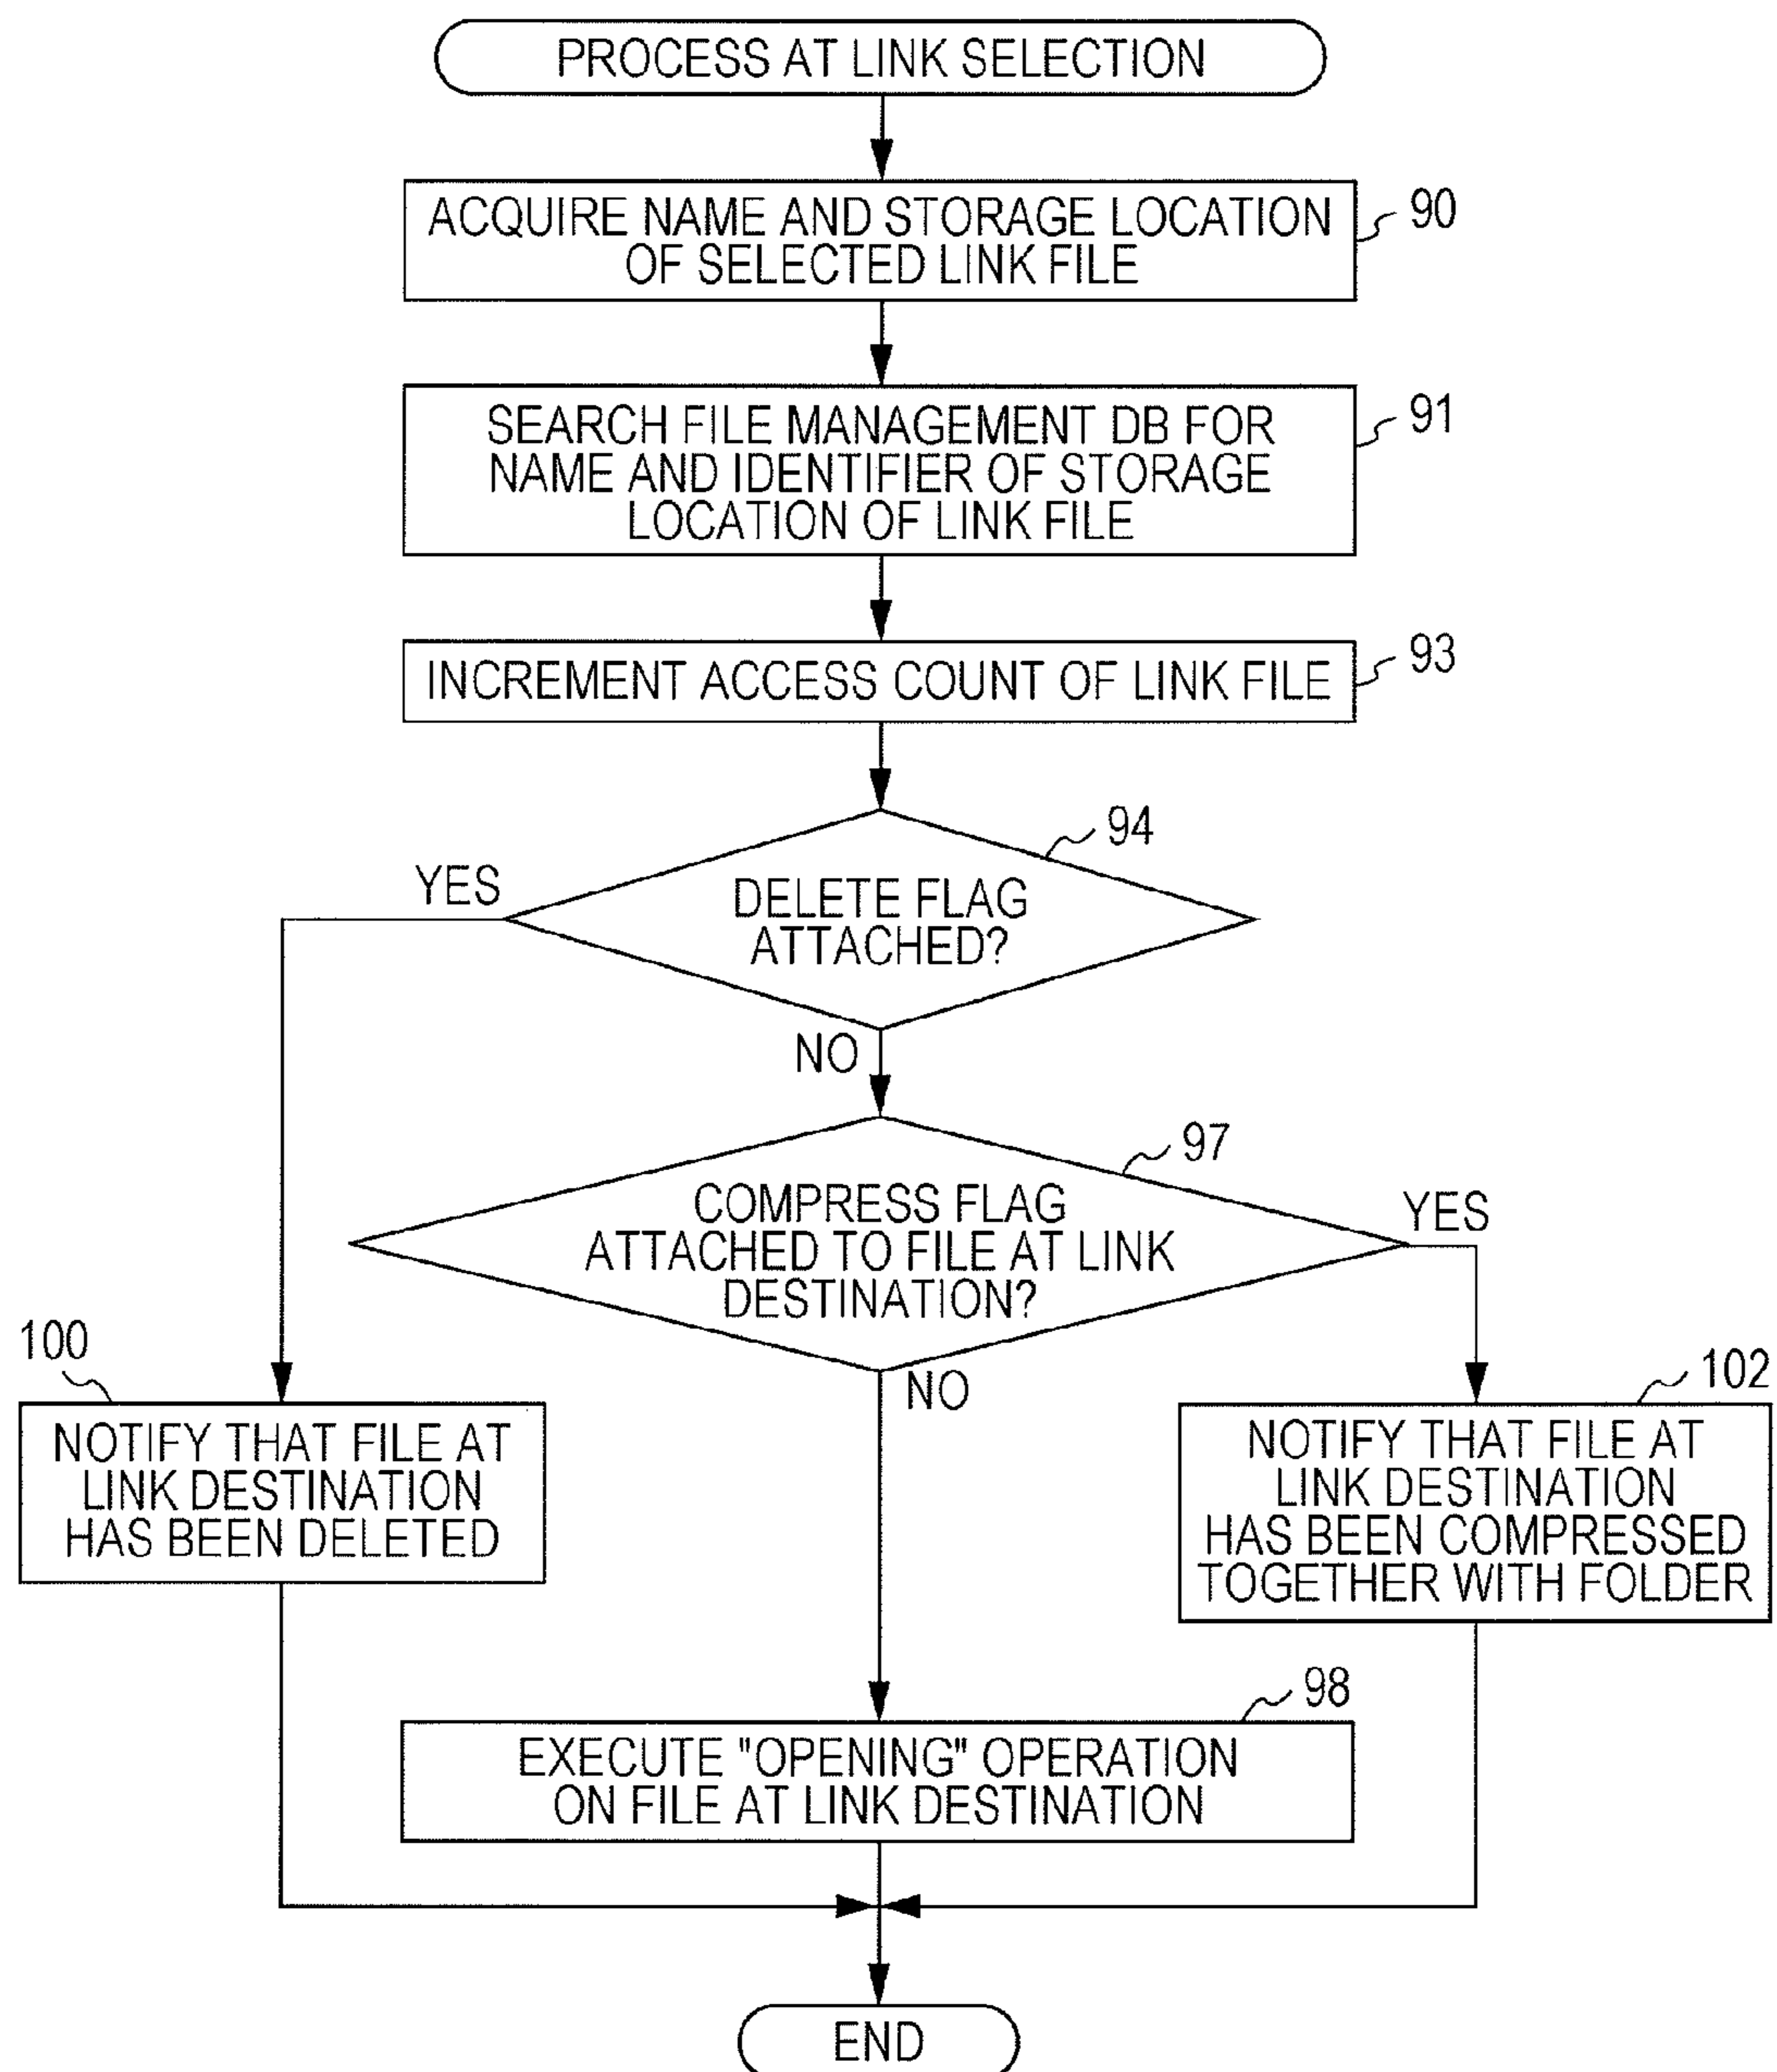 PROCESS AT LINK SELECTION
ACQUIRE NAME AND STORAGE LOCATION
OF SELECTED LINK FILE
90
SEARCH FILE MANAGEMENT DB FOR
NAME AND IDENTIFIER OF STORAGE
LOCATION OF LINK FILE
91
INCREMENT ACCESS COUNT OF LINK FILE
93
94
YES
DELETE FLAG
ATTACHED?
NO
97
COMPRESS FLAG
ATTACHED TO FILE AT LINK
DESTINATION?
YES
NO
100
NOTIFY THAT FILE AT
LINK DESTINATION
HAS BEEN DELETED
102
NOTIFY THAT FILE AT
LINK DESTINATION
HAS BEEN COMPRESSED
TOGETHER WITH FOLDER
98
EXECUTE "OPENING" OPERATION
ON FILE AT LINK DESTINATION
END